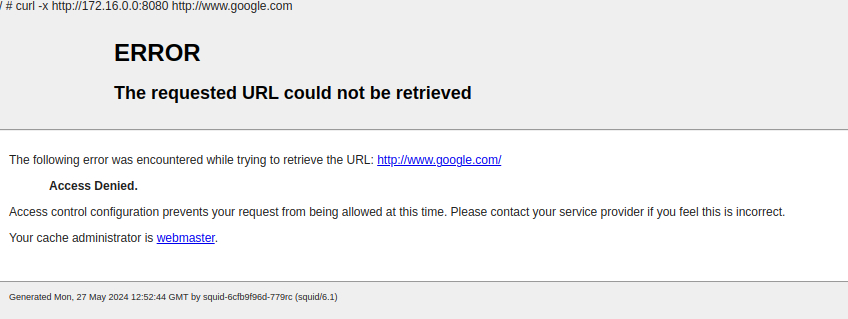 / # curl -x http://172.16.0.0:8080 http://www.google.com
ERROR
The requested URL could not be retrieved
The following error was encountered while trying to retrieve the URL: http://www.google.com/
Access Denied.
Access control configuration prevents your request from being allowed at this time. Please contact your service provider if you feel this is incorrect.
Your cache administrator is webmaster.
Generated Mon, 27 May 2024 12:52:44 GMT by squid-6cfb9f96d-779rc (squid/6.1)